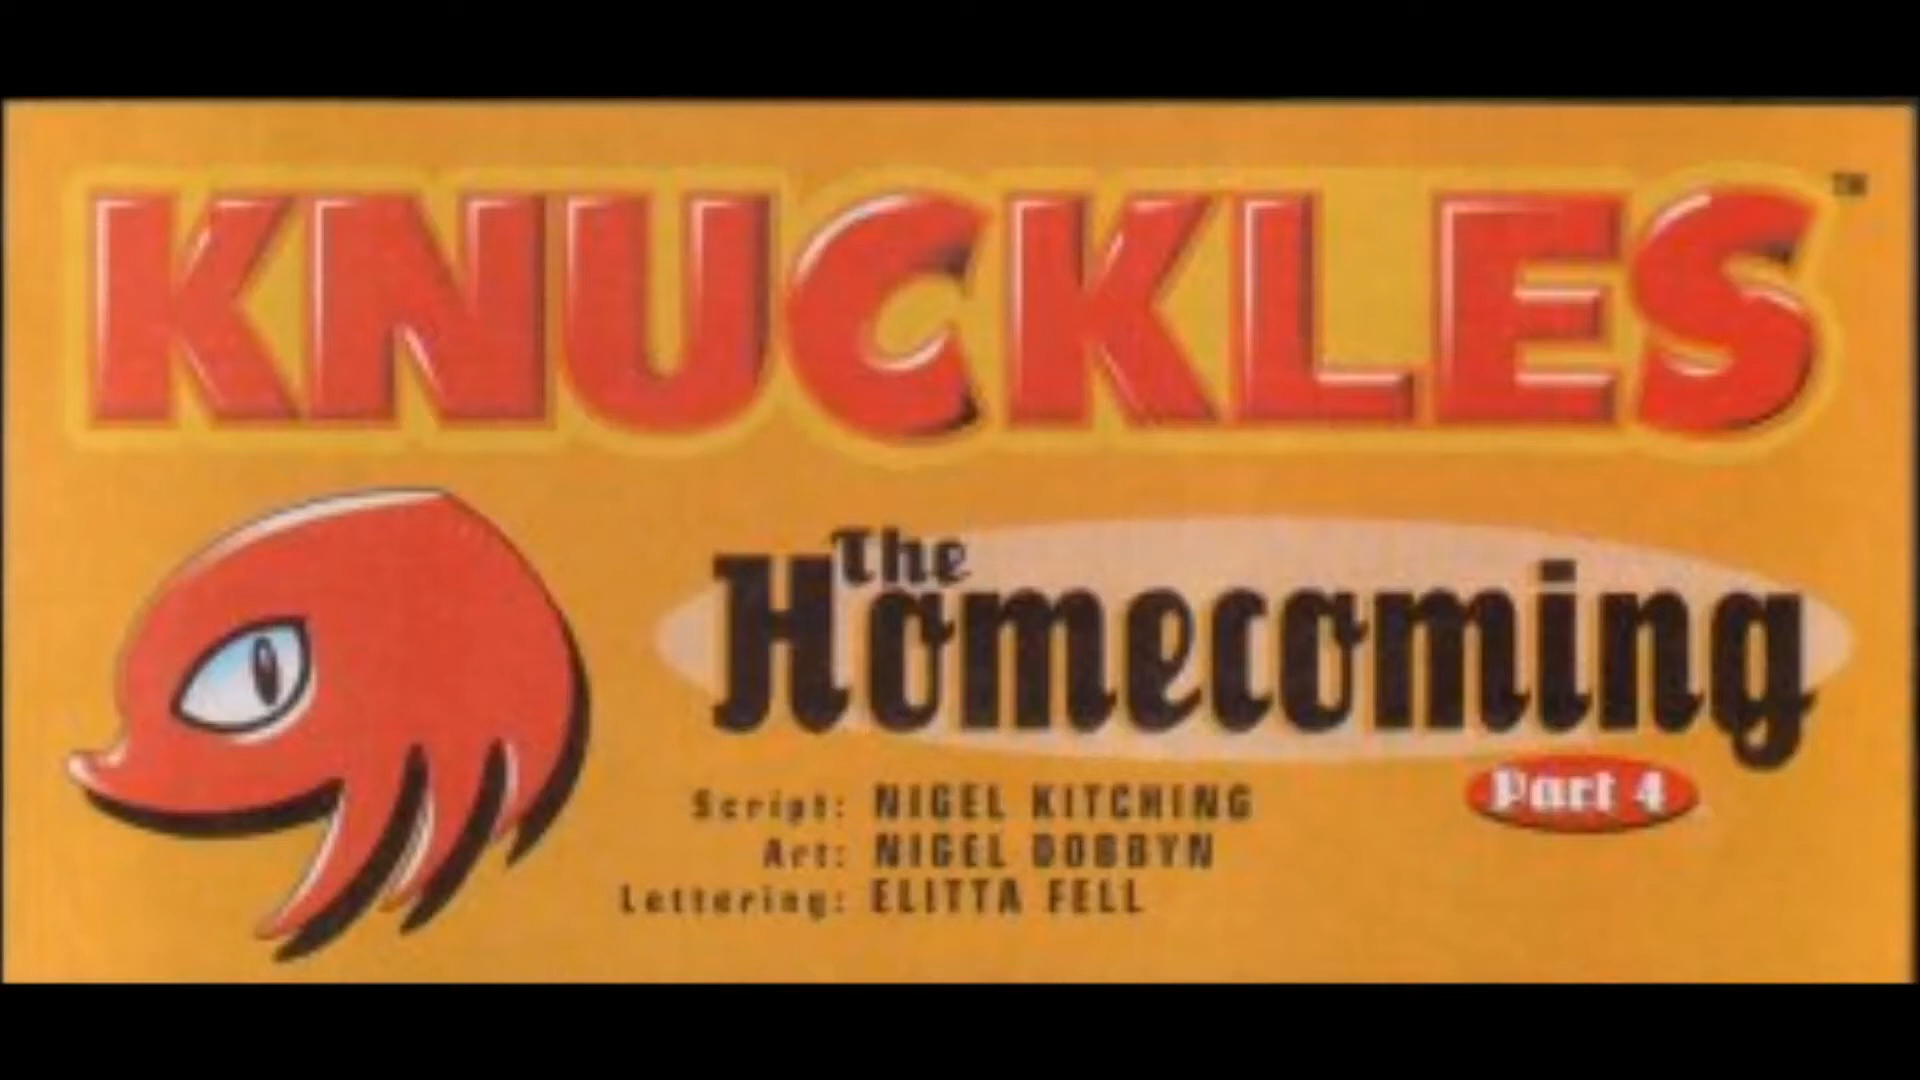 KNUCKLES™
The
Homecoming
Part 4
Script: NIGEL KITCHING
Art: NIGEL DOBBYN
Lettering: ELITTA FELL